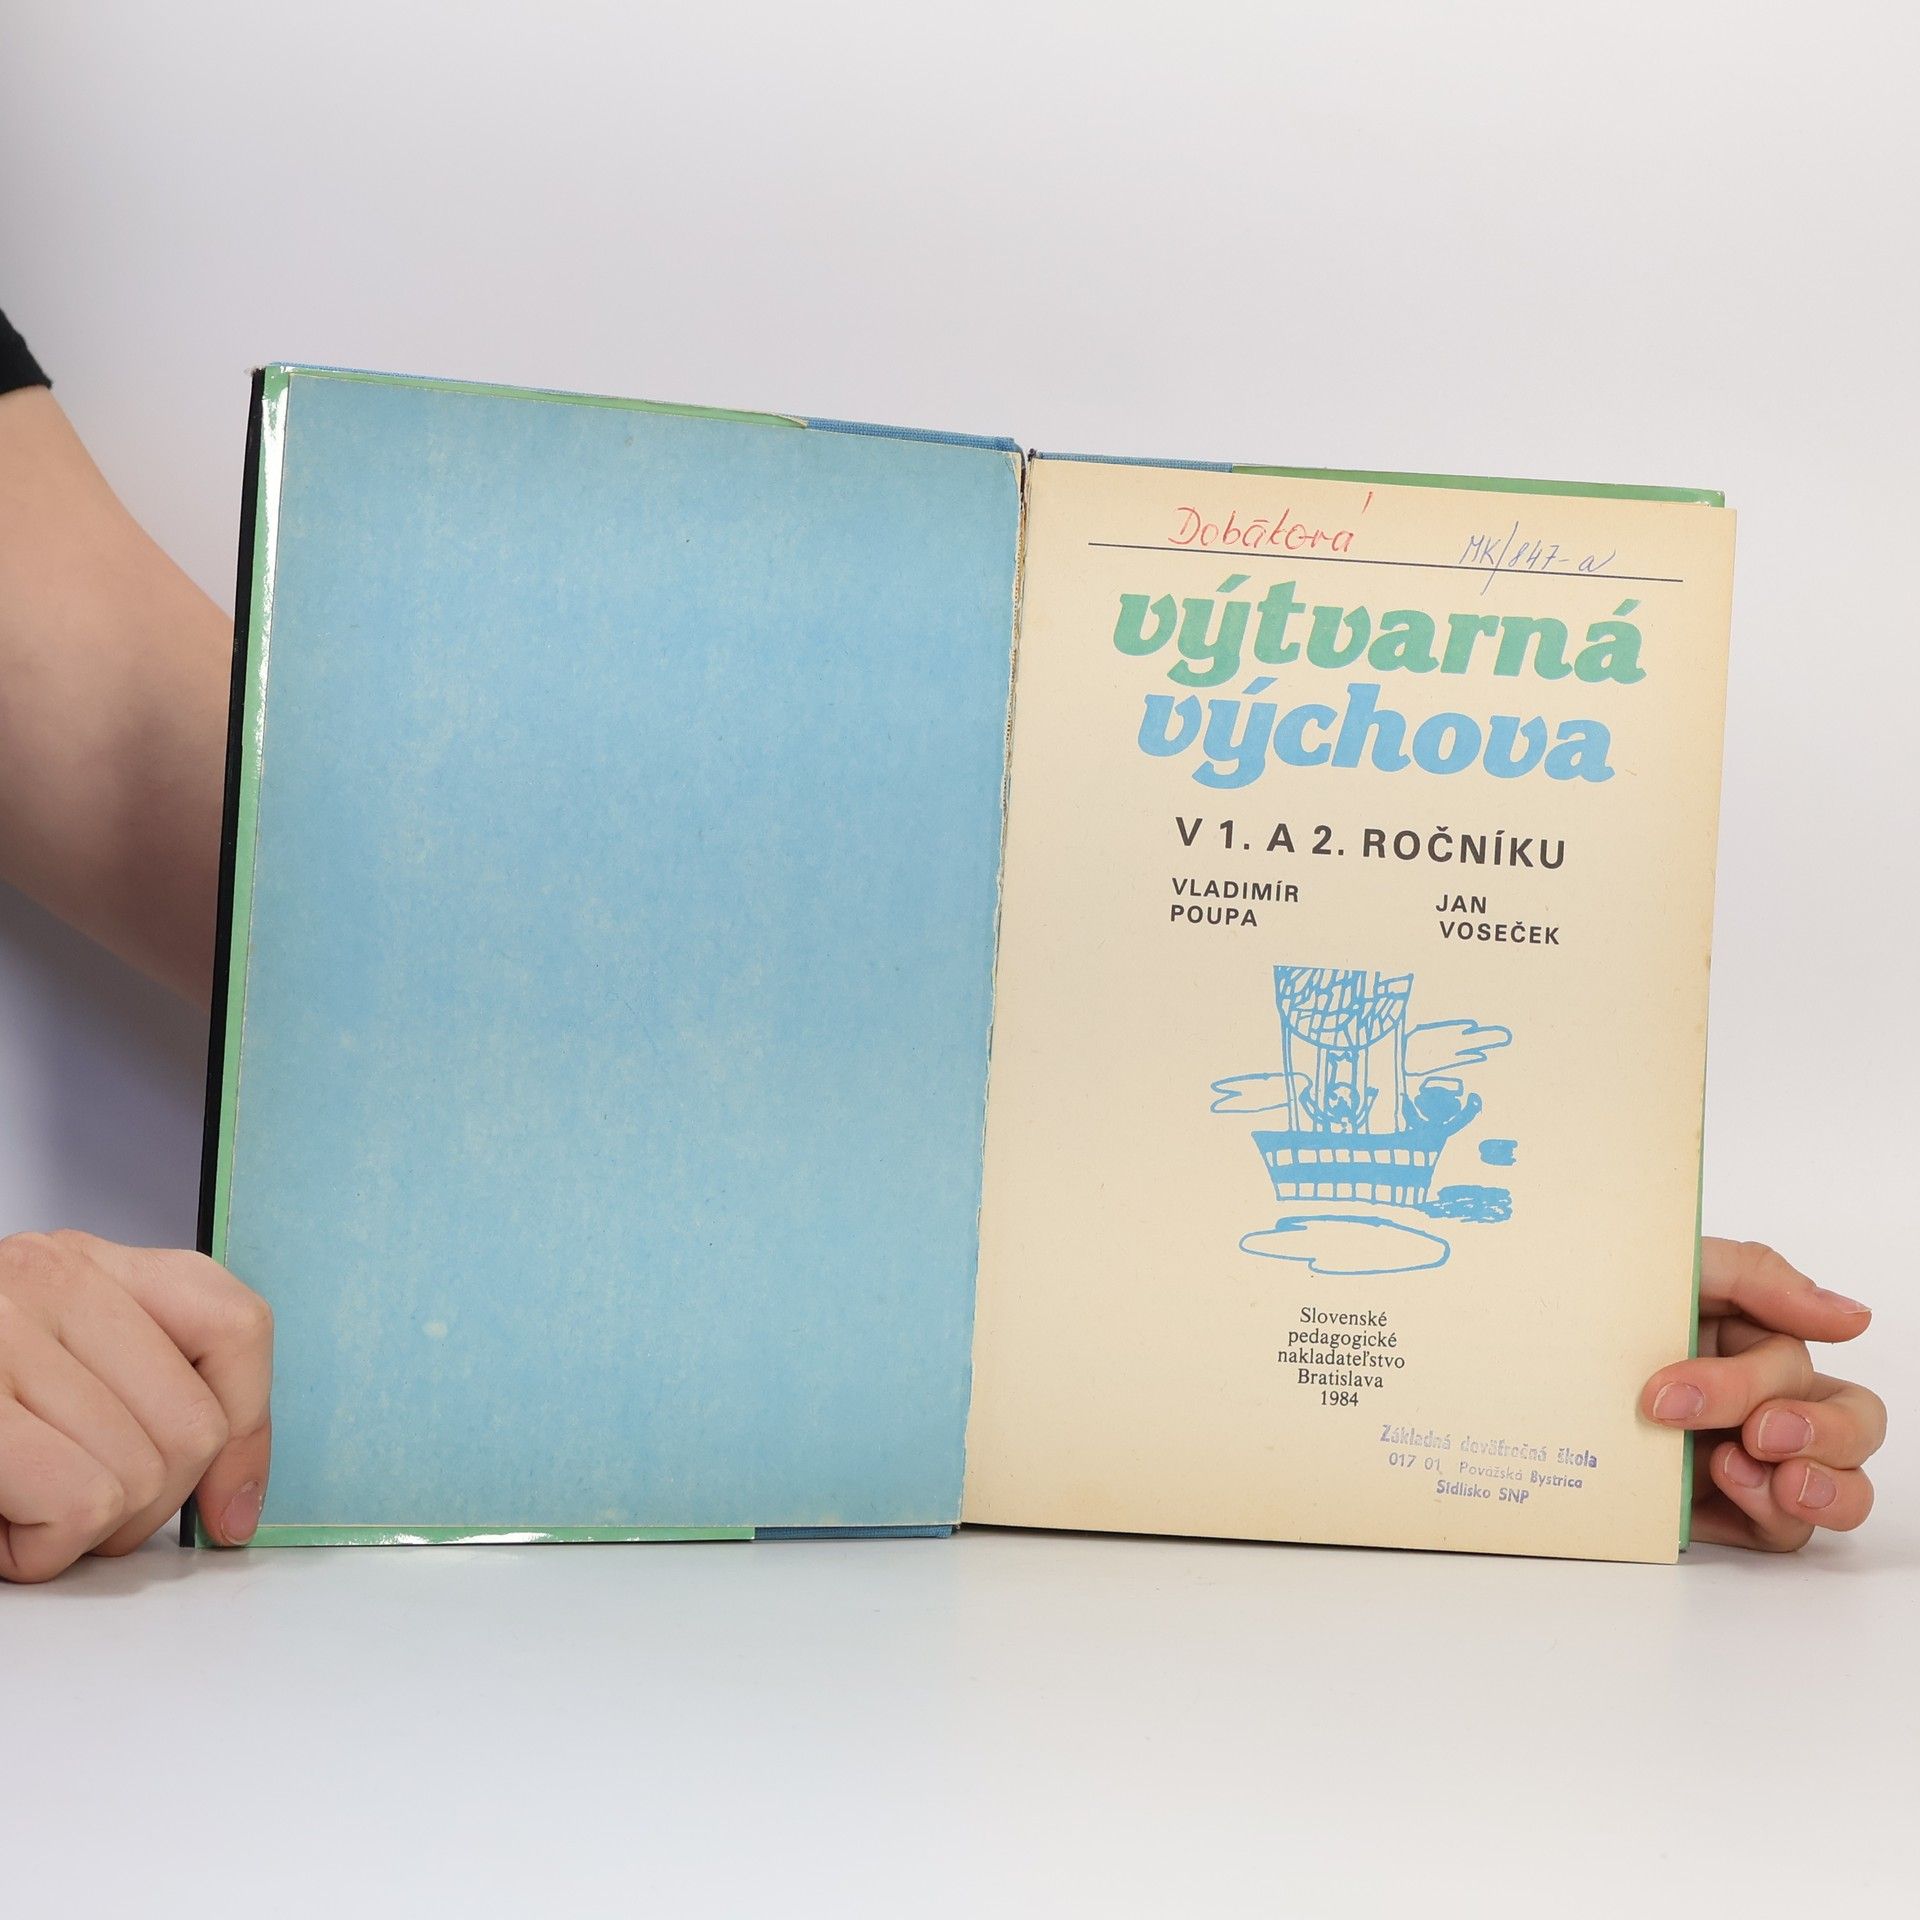 Dobáková
MK/847-a
výtvarná
výchova
V 1. A 2. ROČNÍKU
VLADIMÍR
POUPA
JAN
VOSEČEK
Slovenské
pedagogické
nakladateľstvo
Bratislava
1984
Základná deväťročná škola
017 01 Považská Bystrica
Sídlisko SNP